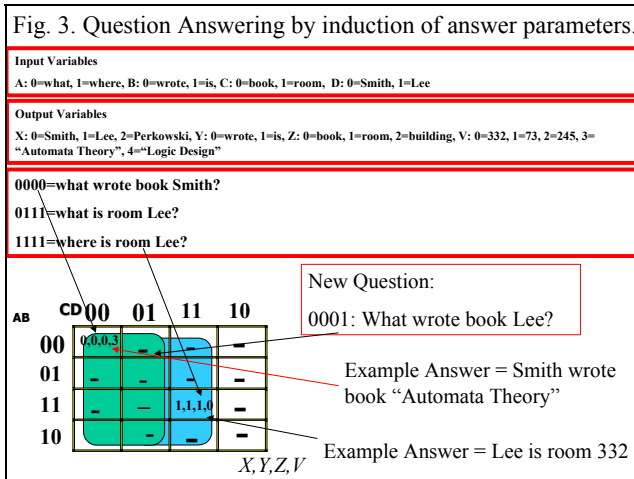 Fig. 3. Question Answering by induction of answer parameters.
Input Variables
A: 0=what, 1=where, B: 0=wrote, 1=is, C: 0=book, 1=room, D: 0=Smith, 1=Lee
Output Variables
X: 0=Smith, 1=Lee, 2=Perkowski, Y: 0=wrote, 1=is, Z: 0=book, 1=room, 2=building, V: 0=332, 1=73, 2=245, 3=
“Automata Theory”, 4=“Logic Design”
0000=what wrote book Smith?
0111=what is room Lee?
1111=where is room Lee?
New Question:
0001: What wrote book Lee?
AB CD 00 01 11 10
00 0,0,0,3 - - -
01 - - - -
11 - – 1,1,1,0 -
10 - - -
X,Y,Z,V
Example Answer = Smith wrote
book “Automata Theory”
Example Answer = Lee is room 332